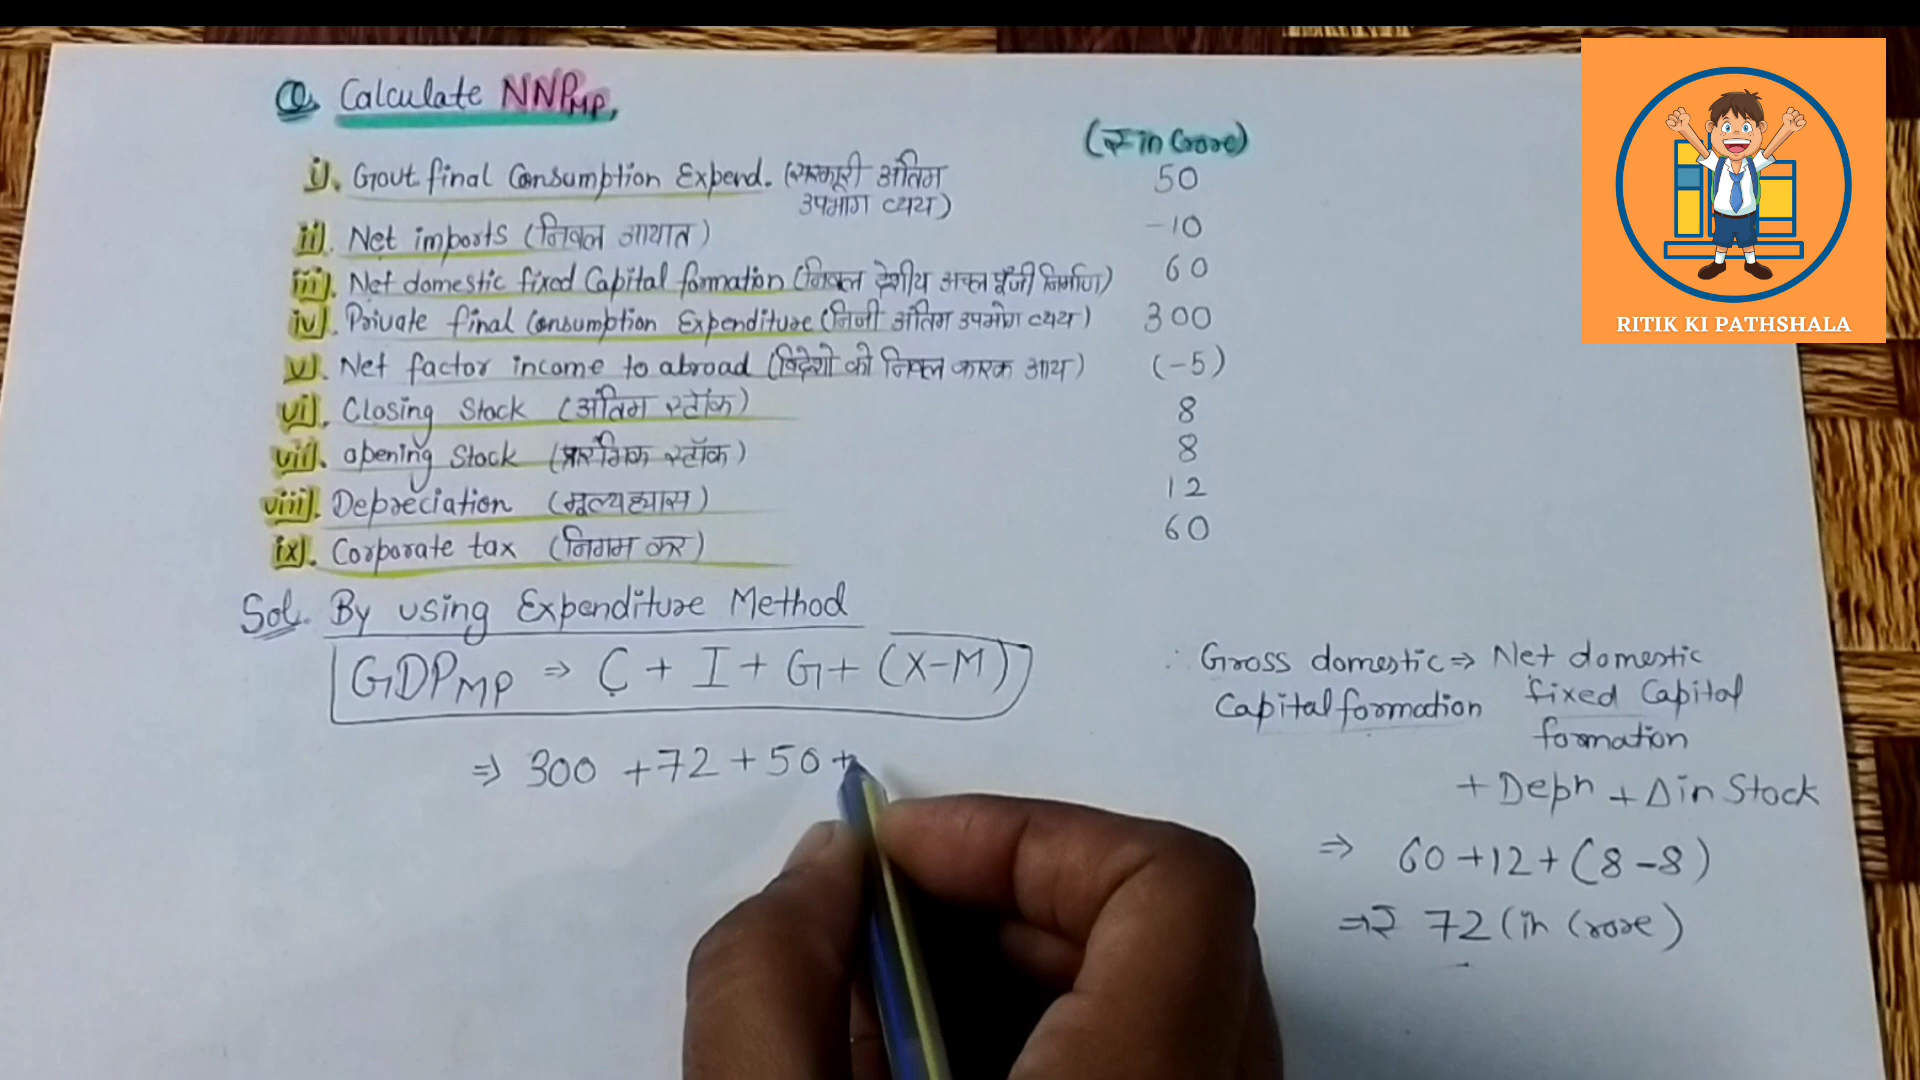 Q. Calculate NNPMP,
(₹ in Crore)
i). Govt final Consumption Expend. (सरकारी अंतिम उपभोग व्यय) 50
ii). Net imports (निवल आयात) -10
iii). Net domestic fixed Capital formation (निवल देशीय अचल पूँजी निर्माण) 60
iv). Private final Consumption Expenditure (निजी अंतिम उपभोग व्यय) 300
v). Net factor income to abroad (विदेशो को निवल कारक आय) (-5)
vi). Closing Stock (अंतिम स्टॉक) 8
vii). opening Stock (प्रारंभिक स्टॉक) 8
viii). Depreciation (मूल्यह्यास) 12
ix). Corporate tax (निगम कर) 60
Sol. By using Expenditure Method
GDPMP ⇒ C + I + G + (X-M)
⇒ 300 + 72 + 50 +
∴ Gross domestic ⇒ Net domestic
Capital formation fixed Capital
formation
+ Depn + Δ in Stock
⇒ 60 + 12 + (8 - 8)
⇒ ₹ 72 (in Crore)
RITIK KI PATHSHALA